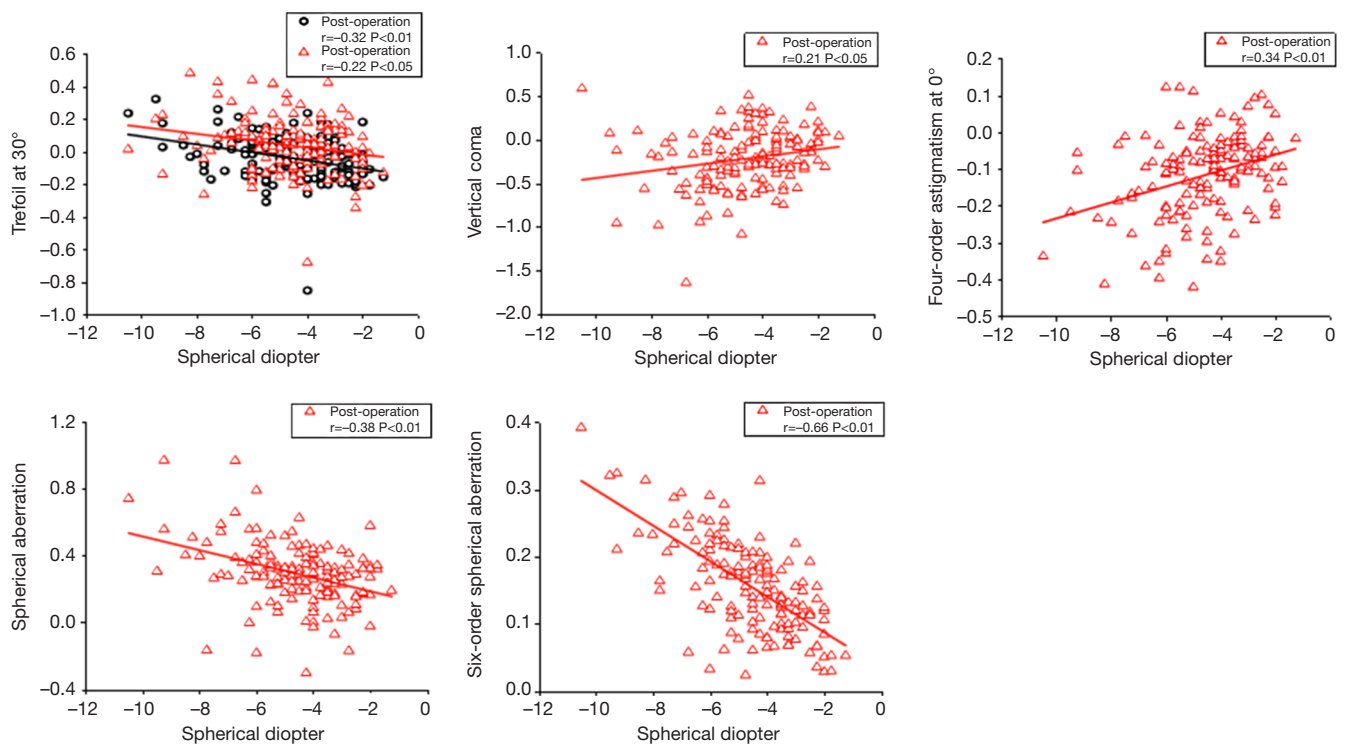 Post-operation
r=−0.32 P<0.01
Post-operation
r=−0.22 P<0.05
0.6
0.4
0.2
0.0
−0.2
−0.4
−0.6
−0.8
−1.0
Trefoil at 30°
−12 −10 −8 −6 −4 −2 0
Spherical diopter
Post-operation
r=0.21 P<0.05
1.0
0.5
0.0
−0.5
−1.0
−1.5
−2.0
Vertical coma
−12 −10 −8 −6 −4 −2 0
Spherical diopter
Post-operation
r=0.34 P<0.01
0.2
0.1
0.0
−0.1
−0.2
−0.3
−0.4
−0.5
Four-order astigmatism at 0°
−12 −10 −8 −6 −4 −2 0
Spherical diopter
Post-operation
r=−0.38 P<0.01
1.2
0.8
0.4
0.0
−0.4
Spherical aberration
−12 −10 −8 −6 −4 −2 0
Spherical diopter
Post-operation
r=−0.66 P<0.01
0.4
0.3
0.2
0.1
0.0
Six-order spherical aberration
−12 −10 −8 −6 −4 −2 0
Spherical diopter